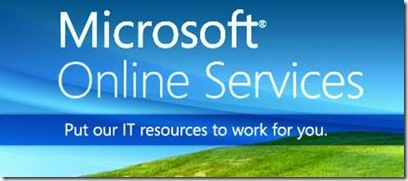 Microsoft®
Online Services
Put our IT resources to work for you.